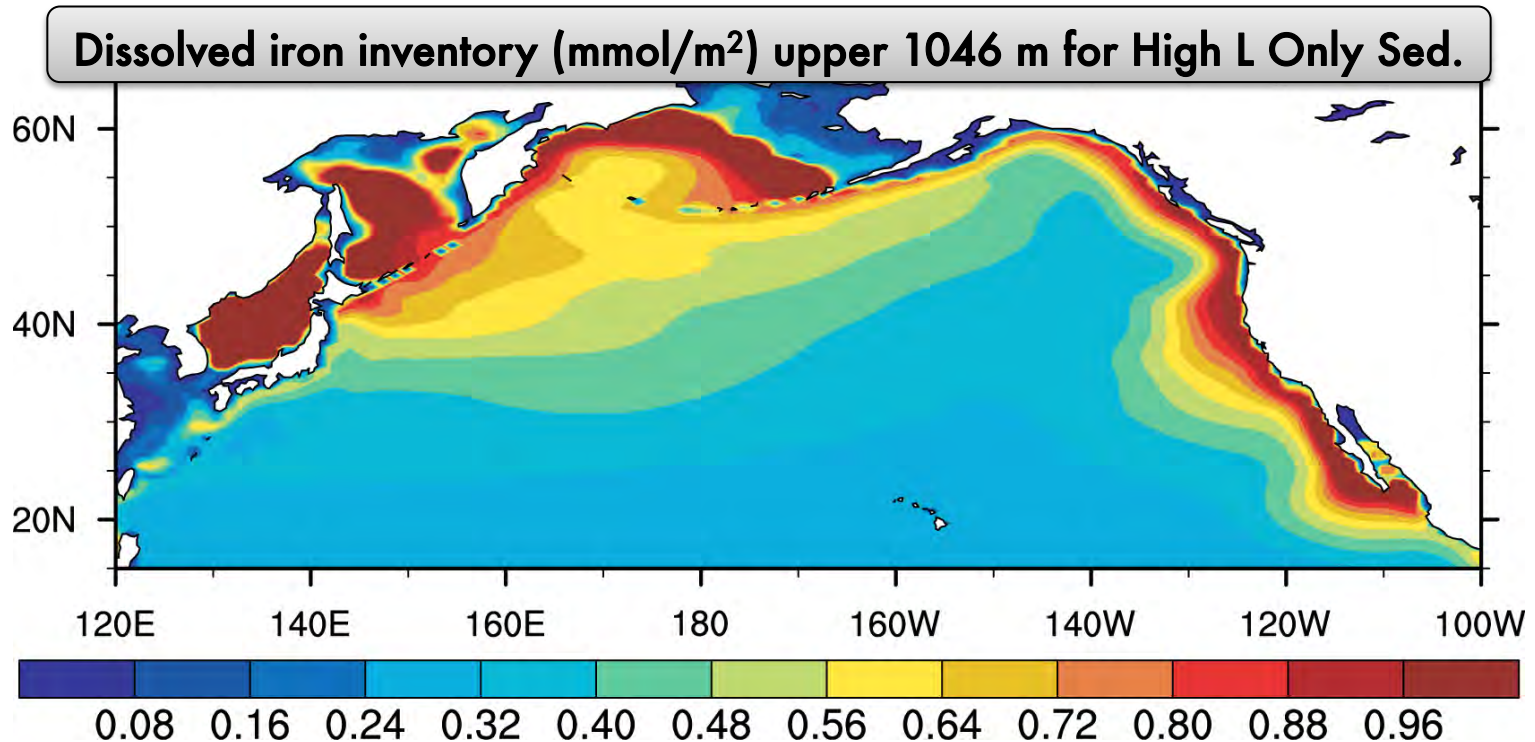 Dissolved iron inventory (mmol/m²) upper 1046 m for High L Only Sed.
60N
40N
20N
120E 140E 160E 180 160W 140W 120W 100W
0.08 0.16 0.24 0.32 0.40 0.48 0.56 0.64 0.72 0.80 0.88 0.96